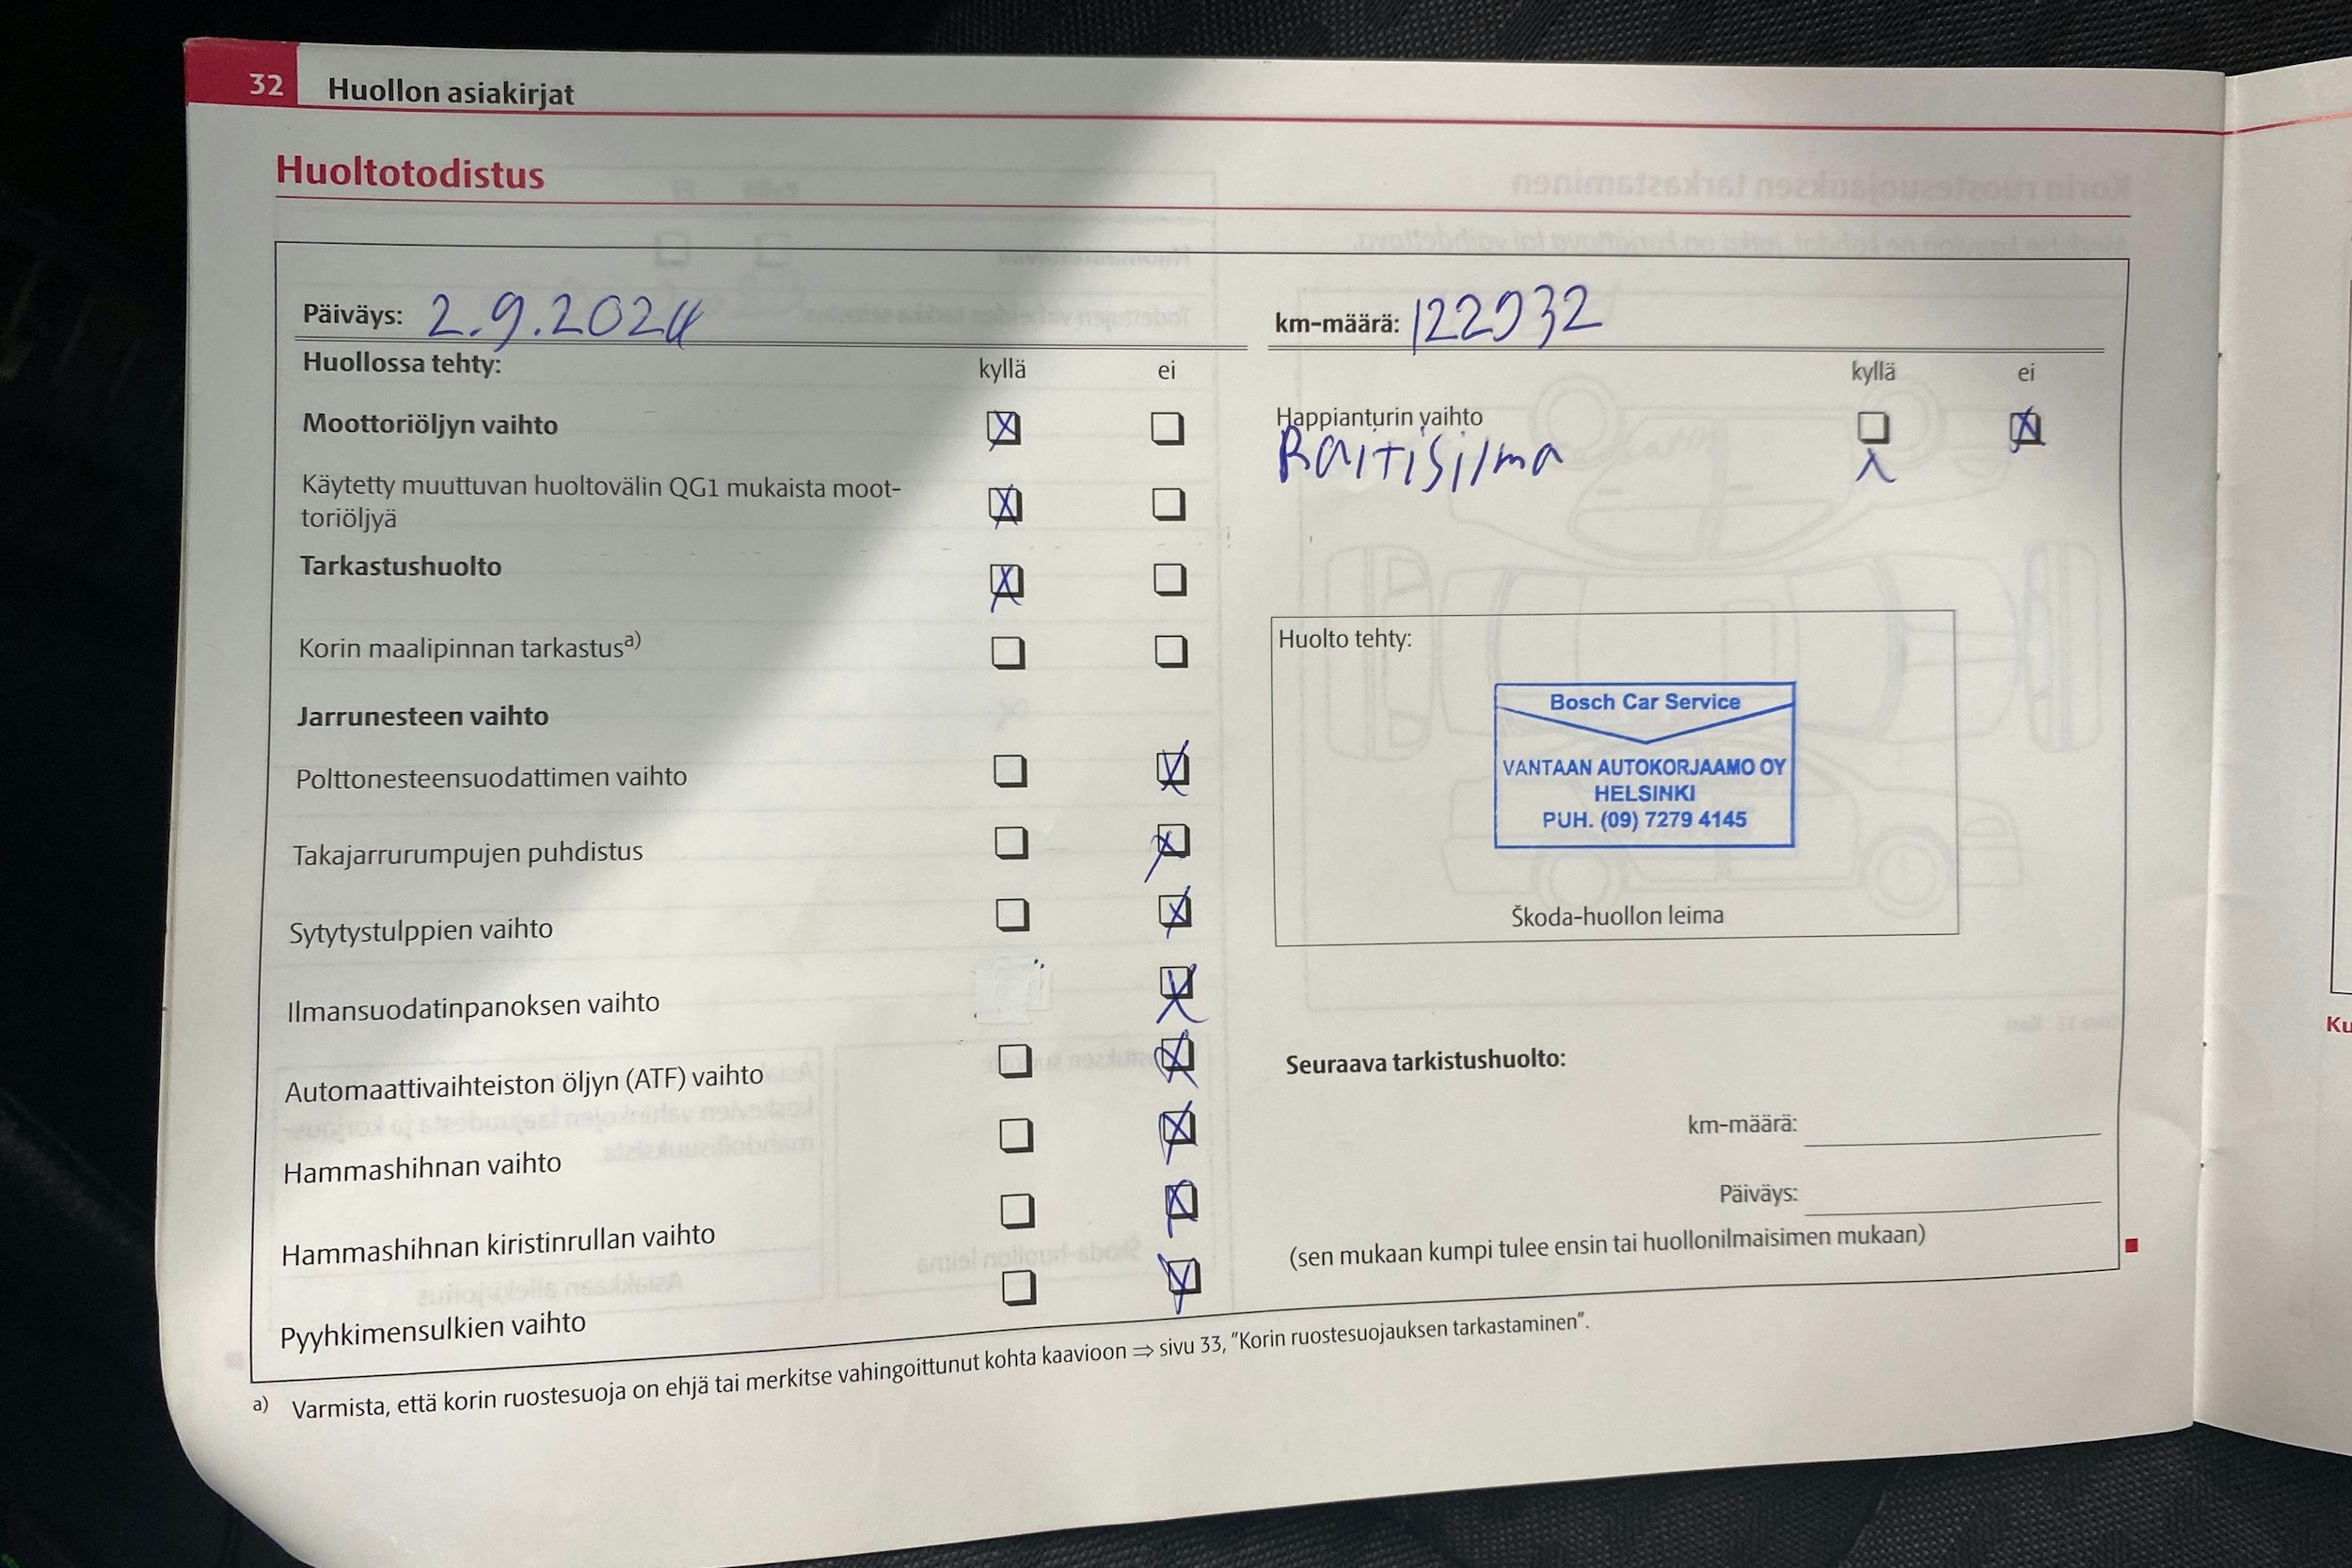 32 Huollon asiakirjat
Huoltotodistus
Päiväys: 2.9.2024
Huollossa tehty: kyllä ei
Moottoriöljyn vaihto
Käytetty muuttuvan huoltovälin QG1 mukaista moot-
toriöljyä
Tarkastushuolto
Korin maalipinnan tarkastusa)
Jarrunesteen vaihto
Polttonesteensuodattimen vaihto
Takajarrurumpujen puhdistus
Sytytystulppien vaihto
Ilmansuodatinpanoksen vaihto
Automaattivaihteiston öljyn (ATF) vaihto
Hammashihnan vaihto
Hammashihnan kiristinrullan vaihto
Pyyhkimensulkien vaihto
km-määrä: 122932
kyllä ei
Happianturin vaihto
Raitisilma
Huolto tehty:
Bosch Car Service
VANTAAN AUTOKORJAAMO OY
HELSINKI
PUH. (09) 7279 4145
Škoda-huollon leima
Seuraava tarkistushuolto:
km-määrä:
Päiväys:
(sen mukaan kumpi tulee ensin tai huollonilmaisimen mukaan)
a) Varmista, että korin ruostesuoja on ehjä tai merkitse vahingoittunut kohta kaavioon ⇒ sivu 33, "Korin ruostesuojauksen tarkastaminen".